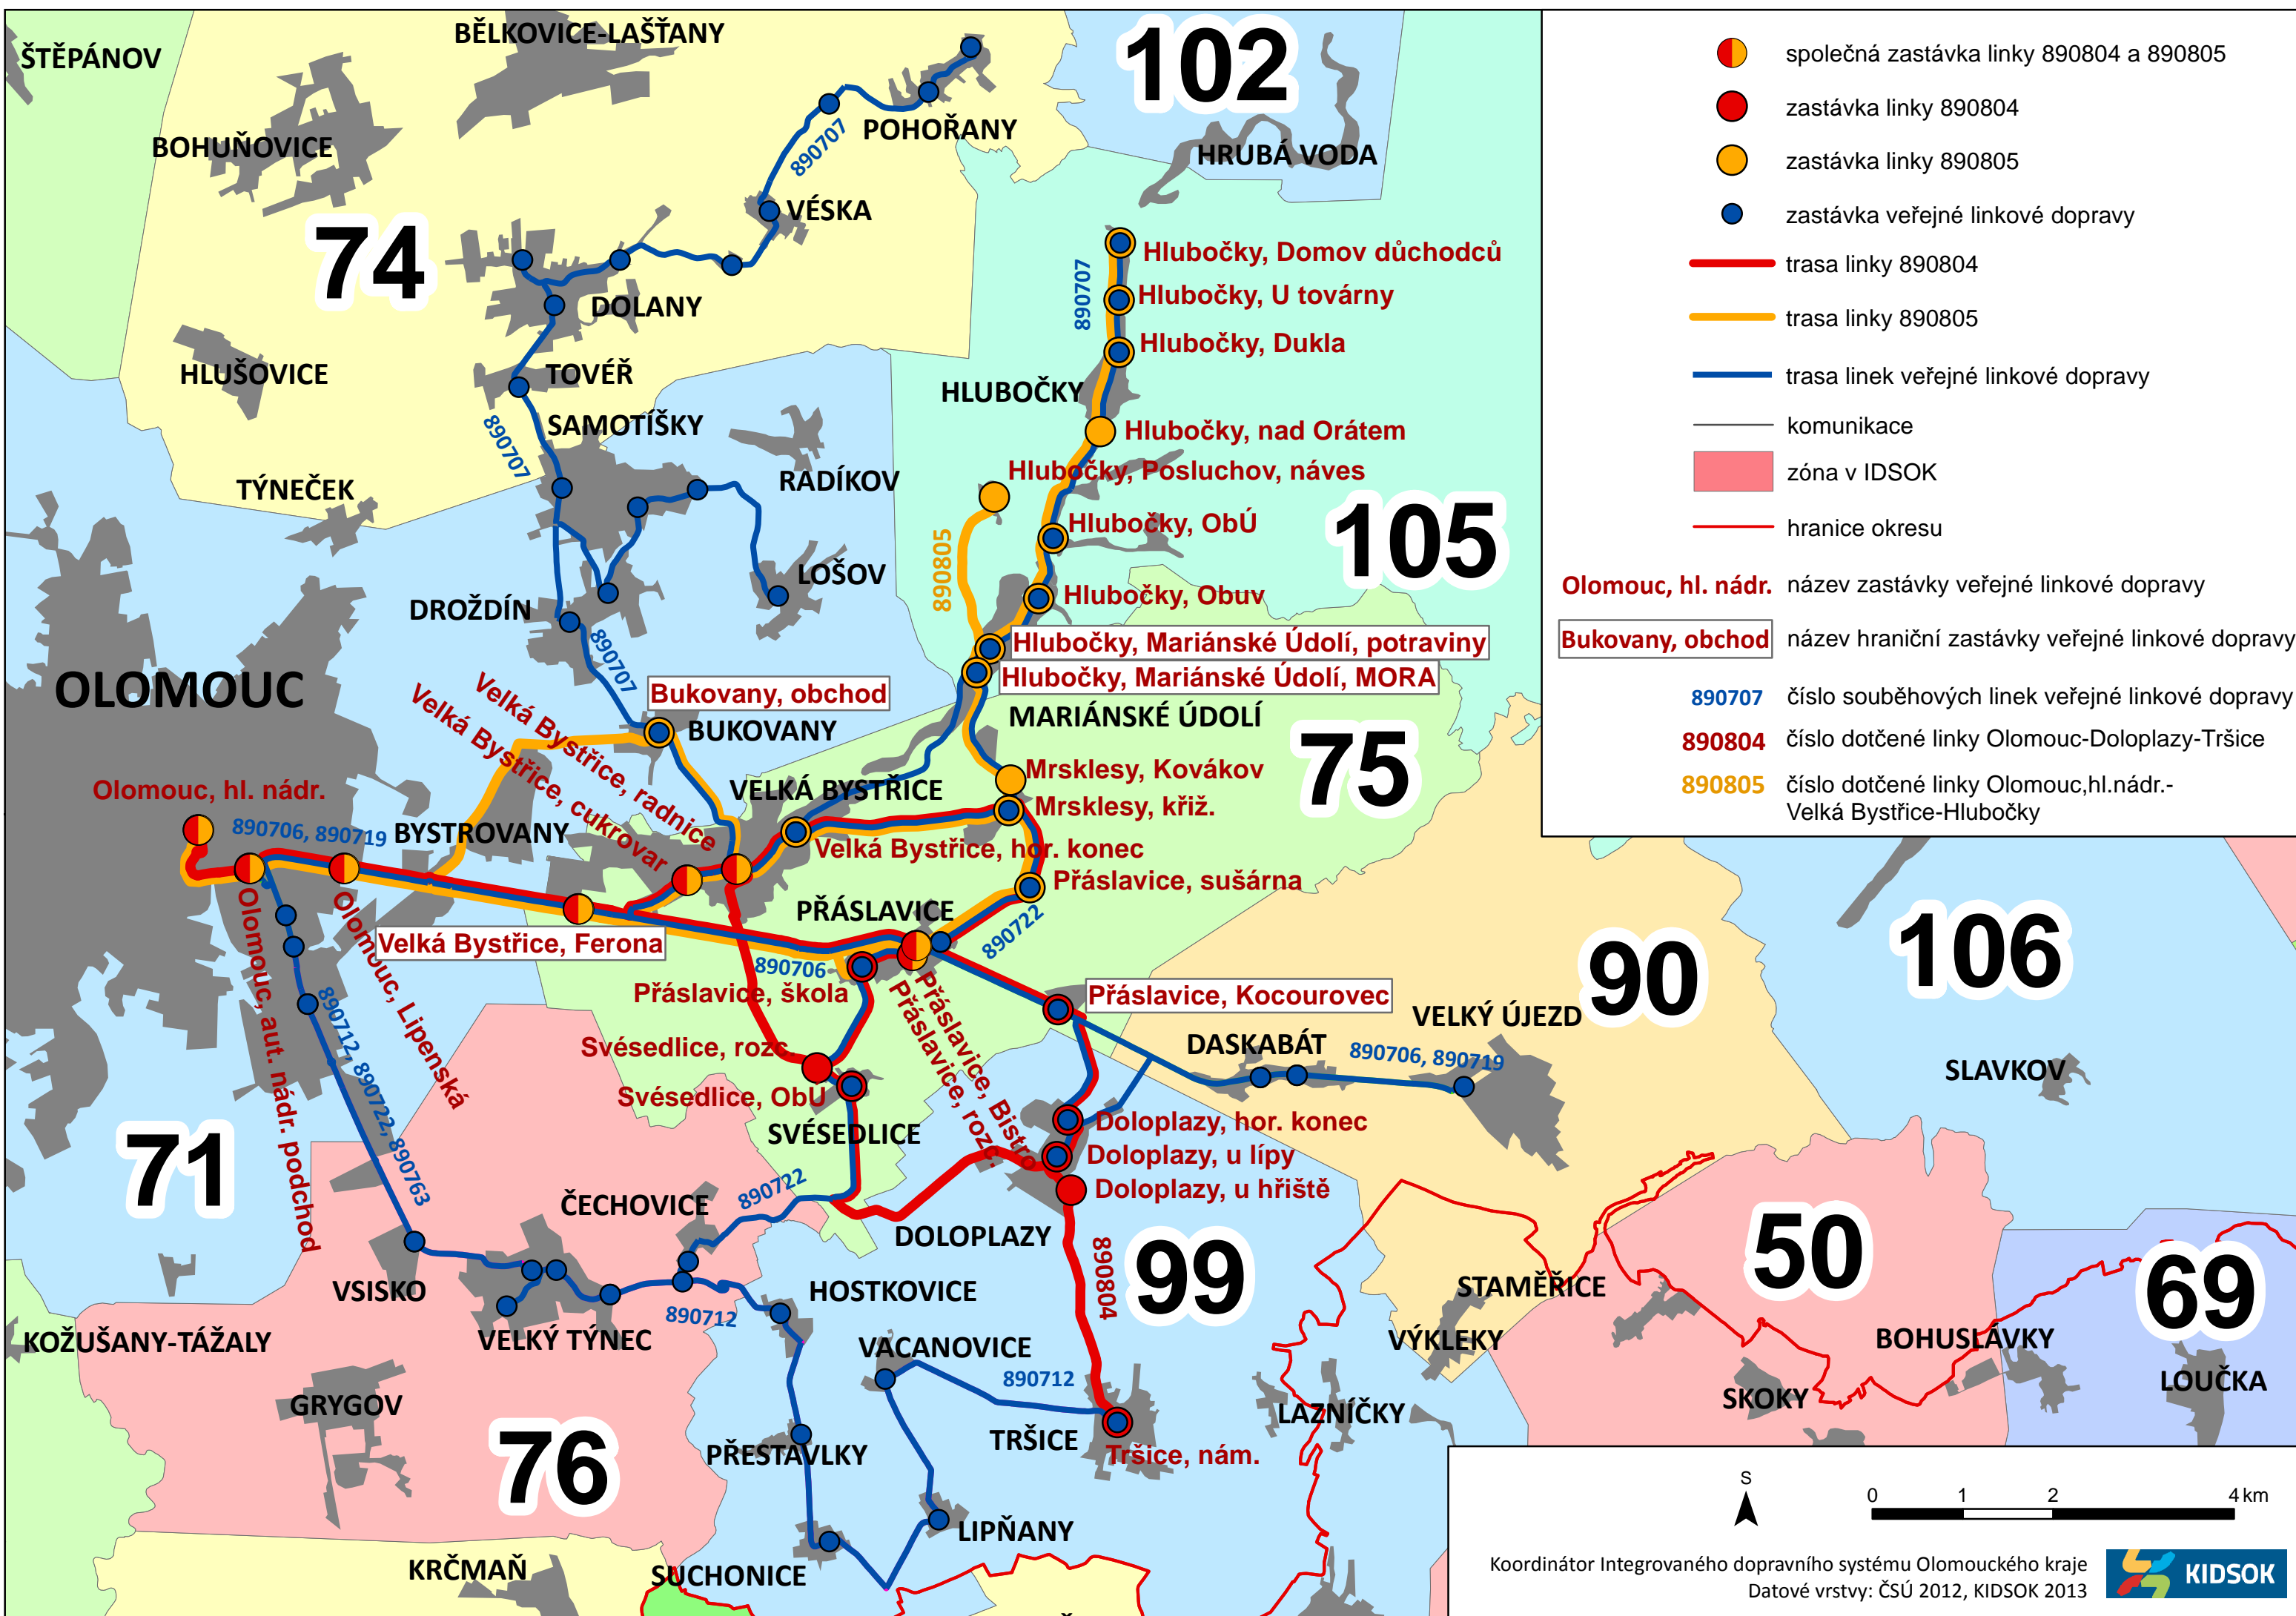 ŠTĚPÁNOV
BĚLKOVICE-LAŠŤANY
102
BOHUŇOVICE
POHOŘANY
HRUBÁ VODA
890707
VÉSKA
74
DOLANY
Hlubočky, Domov důchodců
Hlubočky, U továrny
890707
Hlubočky, Dukla
HLUŠOVICE
TOVÉŘ
HLUBOČKY
SAMOTÍŠKY
890707
Hlubočky, nad Orátem
Hlubočky, Posluchov, náves
TÝNEČEK
RADÍKOV
105
Hlubočky, ObÚ
890805
LOŠOV
Hlubočky, Obuv
DROŽDÍN
890707
Hlubočky, Mariánské Údolí, potraviny
Hlubočky, Mariánské Údolí, MORA
OLOMOUC
Bukovany, obchod
BUKOVANY
MARIÁNSKÉ ÚDOLÍ
75
Velká Bystřice, radnice
Velká Bystřice, cukrovar
Mrsklesy, Kovákov
Olomouc, hl. nádr.
VELKÁ BYSTŘICE
Mrsklesy, křiž.
890706, 890719
BYSTROVANY
Velká Bystřice, hor. konec
Přáslavice, sušárna
PŘÁSLAVICE
890722
Velká Bystřice, Ferona
Olomouc, aut. nádr. podchod
Olomouc, Lipenská
890706
Přáslavice, škola
Přáslavice, Bistro
Přáslavice, rozc.
Přáslavice, Kocourovec
90
106
VELKÝ ÚJEZD
DASKABÁT
890706, 890719
SLAVKOV
890712, 890722, 890763
Svésedlice, rozc.
Svésedlice, ObÚ
SVÉSEDLICE
Doloplazy, hor. konec
Doloplazy, u lípy
Doloplazy, u hřiště
71
ČECHOVICE
890722
DOLOPLAZY
99
890804
50
69
VSISKO
HOSTKOVICE
STAMĚŘICE
890712
KOŽUŠANY-TÁŽALY
VELKÝ TÝNEC
VACANOVICE
VÝKLEKY
BOHUSLÁVKY
890712
LOUČKA
GRYGOV
SKOKY
LAZNÍČKY
76
PŘESTAVLKY
TRŠICE
Tršice, nám.
LIPŇANY
KRČMAŇ
SUCHONICE
společná zastávka linky 890804 a 890805
zastávka linky 890804
zastávka linky 890805
zastávka veřejné linkové dopravy
trasa linky 890804
trasa linky 890805
trasa linek veřejné linkové dopravy
komunikace
zóna v IDSOK
hranice okresu
Olomouc, hl. nádr. název zastávky veřejné linkové dopravy
Bukovany, obchod název hraniční zastávky veřejné linkové dopravy
890707 číslo souběhových linek veřejné linkové dopravy
890804 číslo dotčené linky Olomouc-Doloplazy-Tršice
890805 číslo dotčené linky Olomouc,hl.nádr.-
Velká Bystřice-Hlubočky
S
0 1 2 4 km
Koordinátor Integrovaného dopravního systému Olomouckého kraje
Datové vrstvy: ČSÚ 2012, KIDSOK 2013
KIDSOK